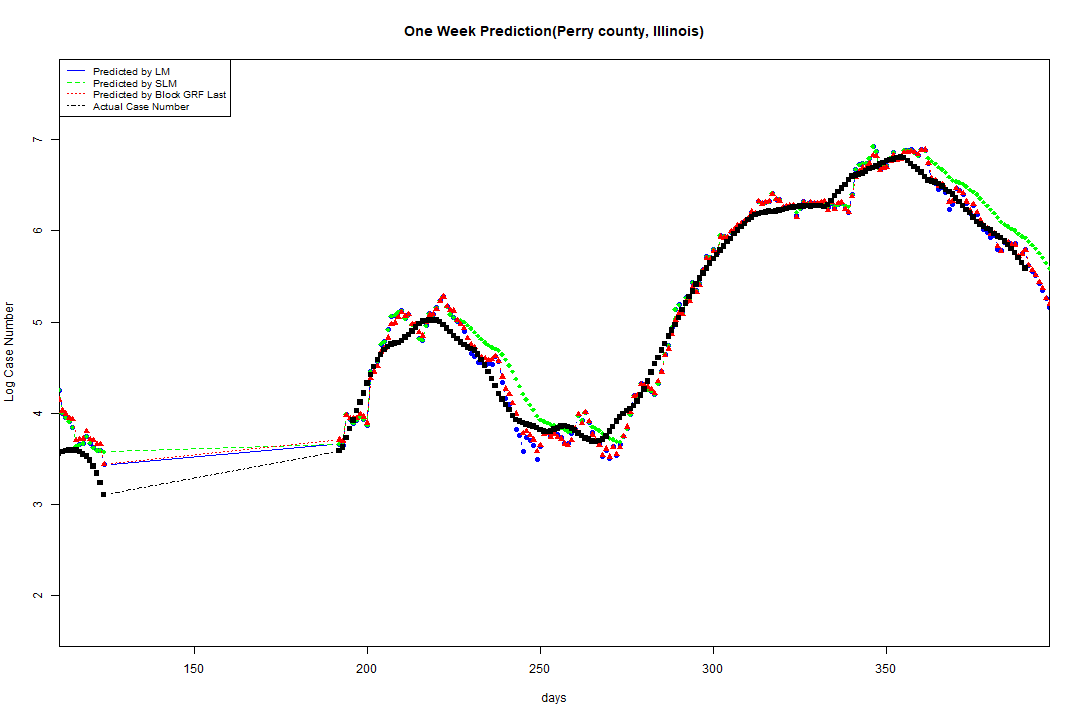 One Week Prediction(Perry county, Illinois)
Predicted by LM
Predicted by SLM
Predicted by Block GRF Last
Actual Case Number
Log Case Number
7
6
5
4
3
2
150 200 250 300 350
days